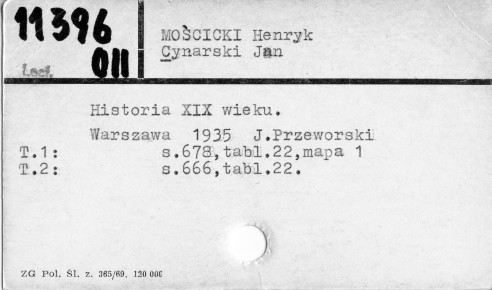 11396
Lect. 011
MOŚCICKI Henryk
Cynarski Jan
Historia XIX wieku.
Warszawa 1935 J.Przeworski
T.1: s.678,tabl.22,mapa 1
T.2: s.666,tabl.22.
ZG Pol. Śl. z. 365/69. 120 000